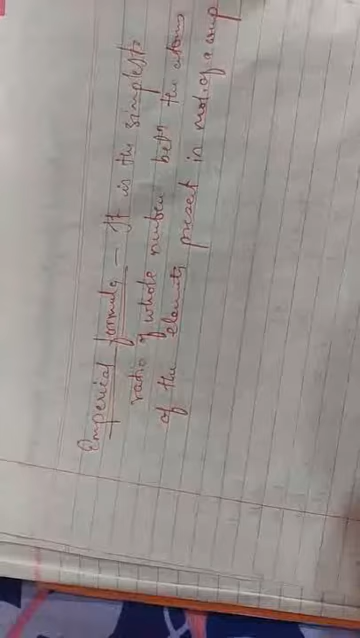 Emperical formula - It is the simplest
ratio of whole number betn the atoms
of the elements present in mol. of a comp